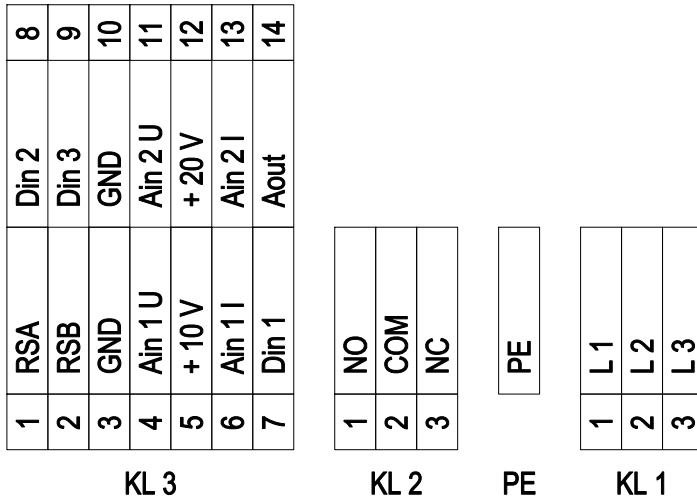 8 9 10 11 12 13 14
Din 2 Din 3 GND Ain 2 U + 20 V Ain 2 I Aout
RSA RSB GND Ain 1 U + 10 V Ain 1 I Din 1
1 2 3 4 5 6 7
KL 3
NO COM NC
1 2 3
KL 2
PE
PE
L 1 L 2 L 3
1 2 3
KL 1